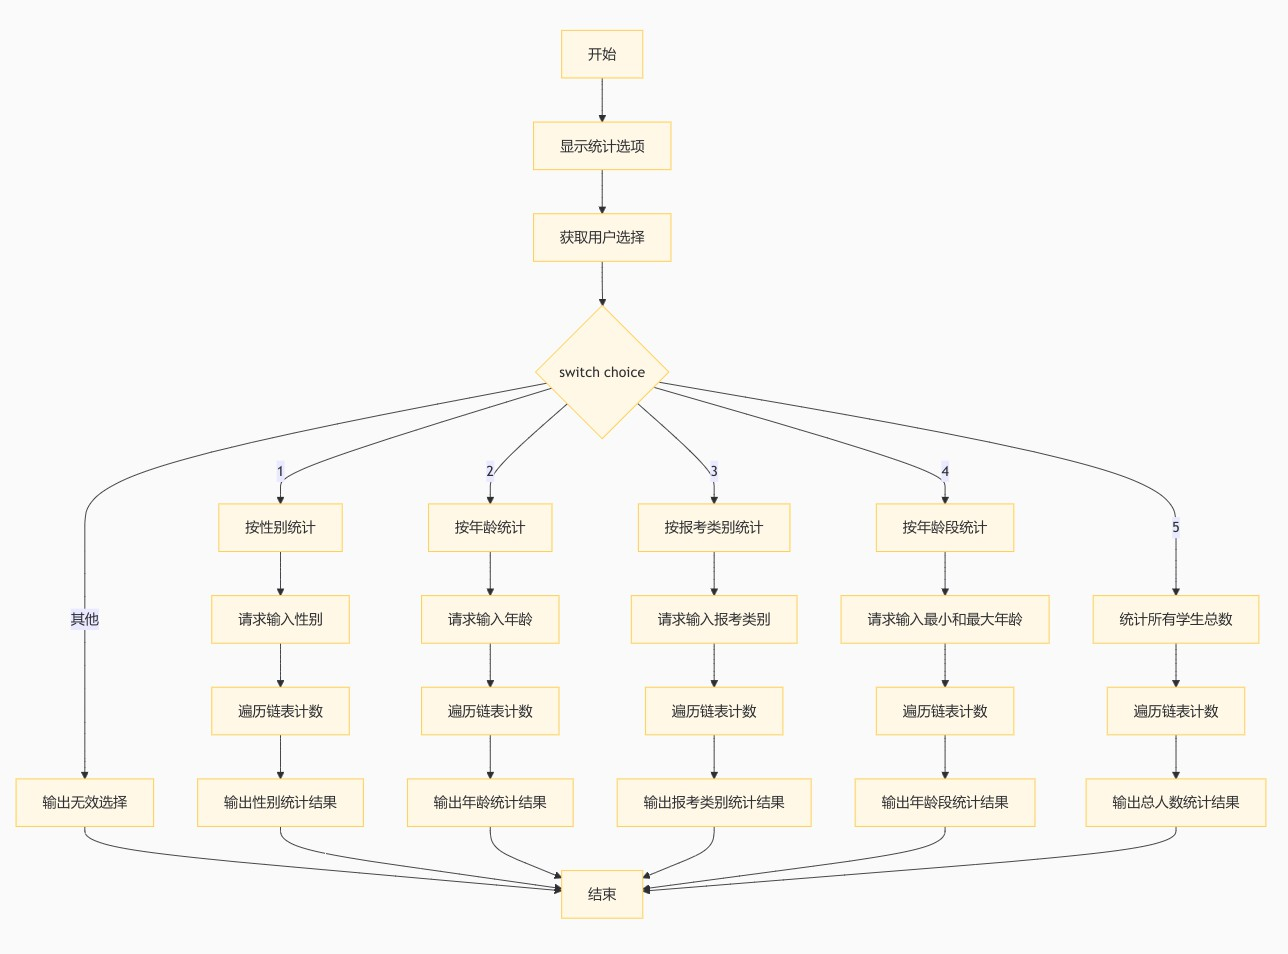 开始
显示统计选项
获取用户选择
switch choice
1
2
3
4
按性别统计
按年龄统计
按报考类别统计
按年龄段统计
5
其他
请求输入性别
请求输入年龄
请求输入报考类别
请求输入最小和最大年龄
统计所有学生总数
遍历链表计数
遍历链表计数
遍历链表计数
遍历链表计数
遍历链表计数
输出无效选择
输出性别统计结果
输出年龄统计结果
输出报考类别统计结果
输出年龄段统计结果
输出总人数统计结果
结束